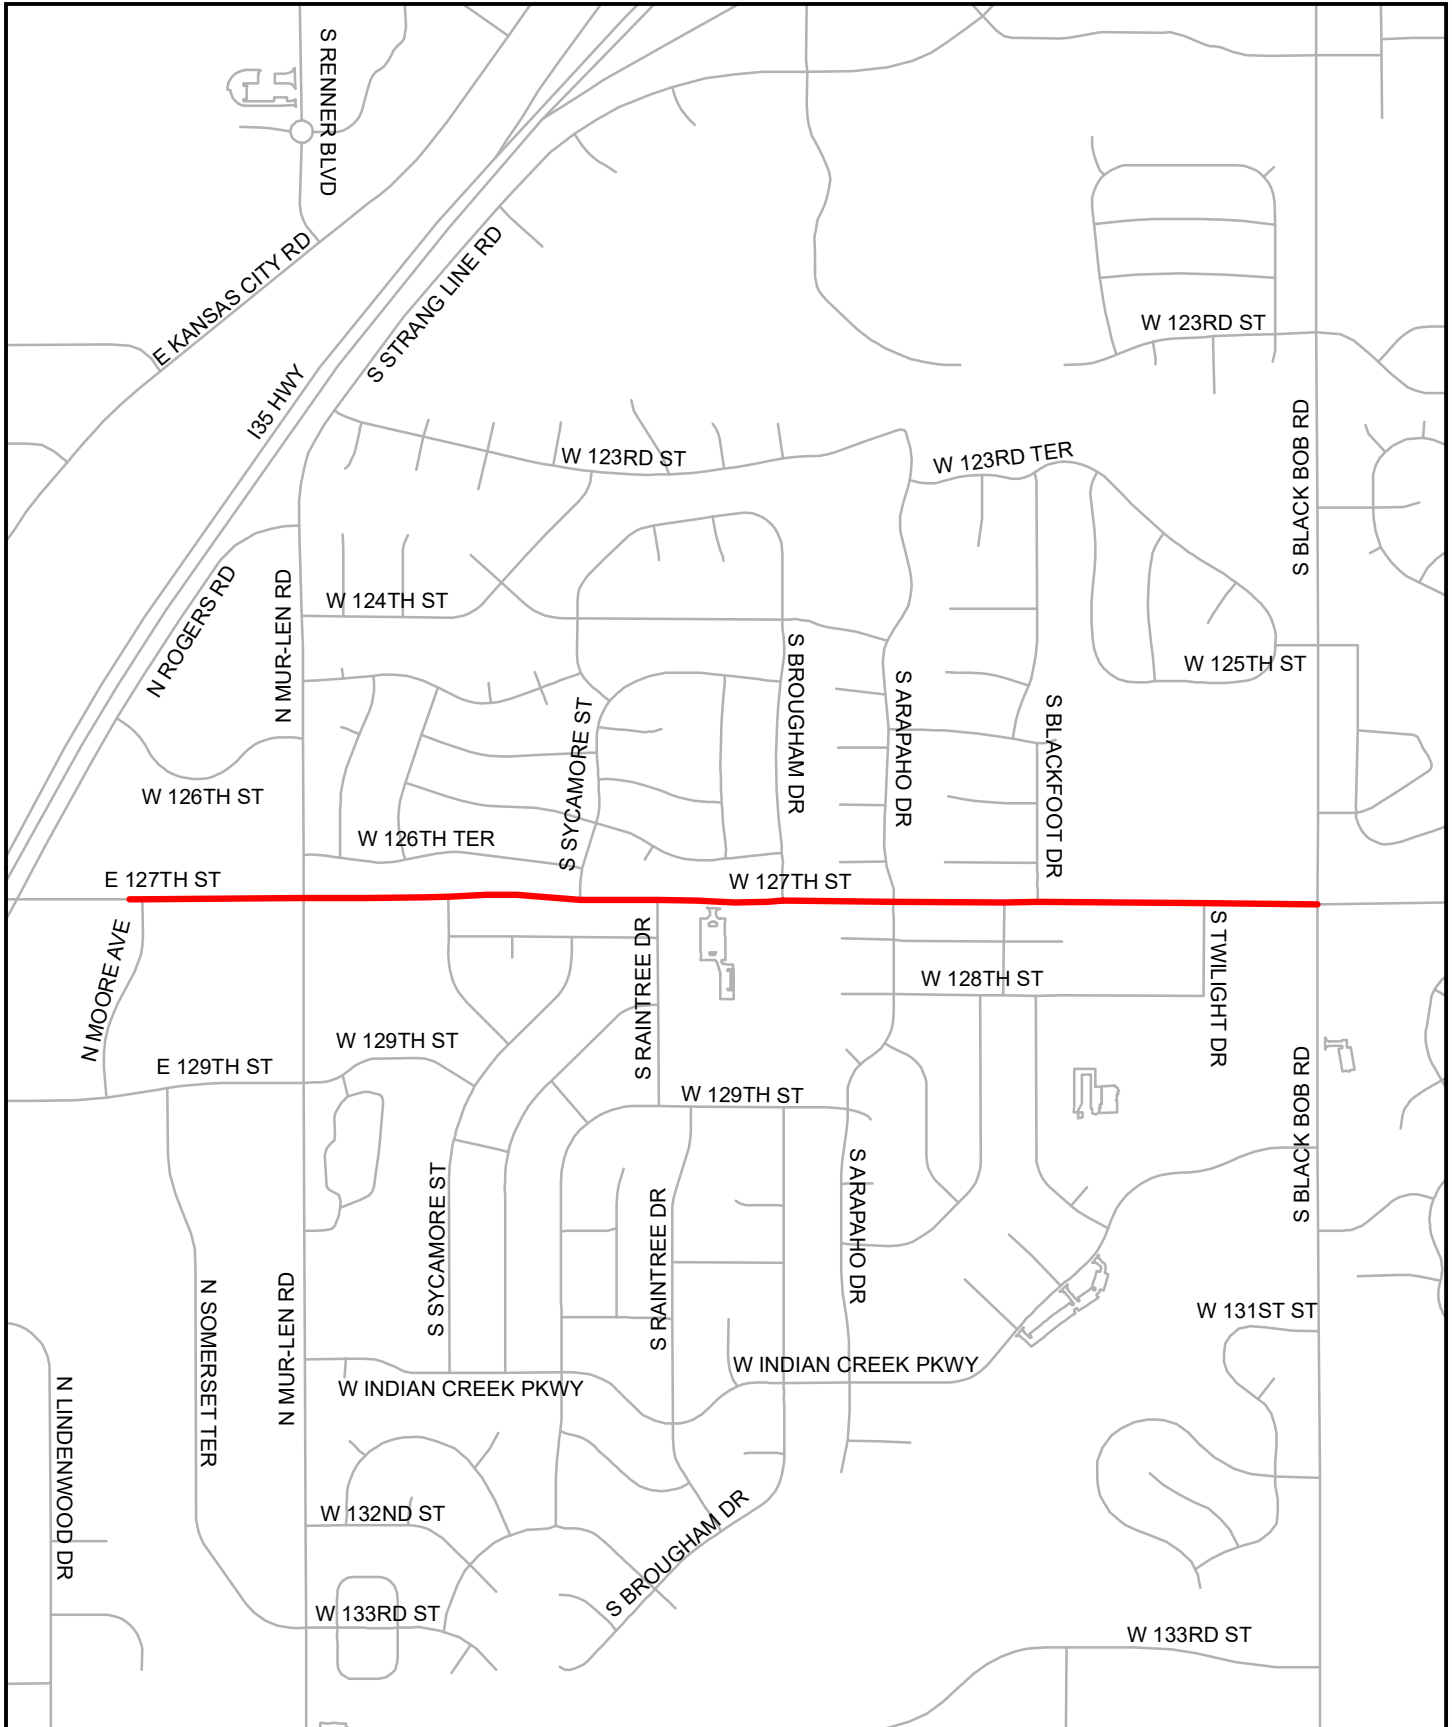 S RENNER BLVD
E KANSAS CITY RD
S STRANG LINE RD
I35 HWY
W 123RD ST
S BLACK BOB RD
W 123RD ST
W 123RD TER
N ROGERS RD
N MUR-LEN RD
W 124TH ST
S BROUGHAM DR
S ARAPAHO DR
W 125TH ST
S BLACKFOOT DR
S SYCAMORE ST
W 126TH ST
W 126TH TER
E 127TH ST
W 127TH ST
N MOORE AVE
S RAINTREE DR
W 128TH ST
S TWILIGHT DR
W 129TH ST
E 129TH ST
W 129TH ST
S BLACK BOB RD
S SYCAMORE ST
S RAINTREE DR
S ARAPAHO DR
N SOMERSET TER
N MUR-LEN RD
W 131ST ST
W INDIAN CREEK PKWY
W INDIAN CREEK PKWY
N LINDENWOOD DR
W 132ND ST
S BROUGHAM DR
W 133RD ST
W 133RD ST